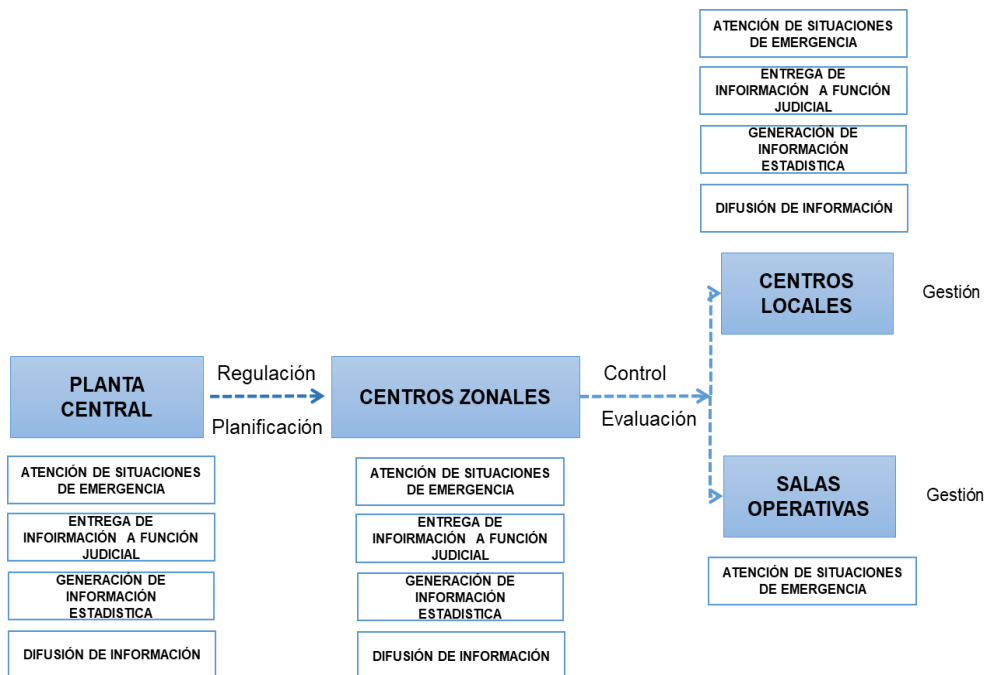 ATENCIÓN DE SITUACIONES
DE EMERGENCIA
ENTREGA DE
INFOIRMACIÓN A FUNCIÓN
JUDICIAL
GENERACIÓN DE
INFORMACIÓN
ESTADISTICA
DIFUSIÓN DE INFORMACIÓN
CENTROS
LOCALES
Gestión
PLANTA
CENTRAL
Regulación
Planificación
CENTROS ZONALES
Control
Evaluación
SALAS
OPERATIVAS
Gestión
ATENCIÓN DE SITUACIONES
DE EMERGENCIA
ENTREGA DE
INFOIRMACIÓN A FUNCIÓN
JUDICIAL
GENERACIÓN DE
INFORMACIÓN
ESTADISTICA
DIFUSIÓN DE INFORMACIÓN
ATENCIÓN DE SITUACIONES
DE EMERGENCIA
ENTREGA DE
INFOIRMACIÓN A FUNCIÓN
JUDICIAL
GENERACIÓN DE
INFORMACIÓN
ESTADISTICA
DIFUSIÓN DE INFORMACIÓN
ATENCIÓN DE SITUACIONES
DE EMERGENCIA